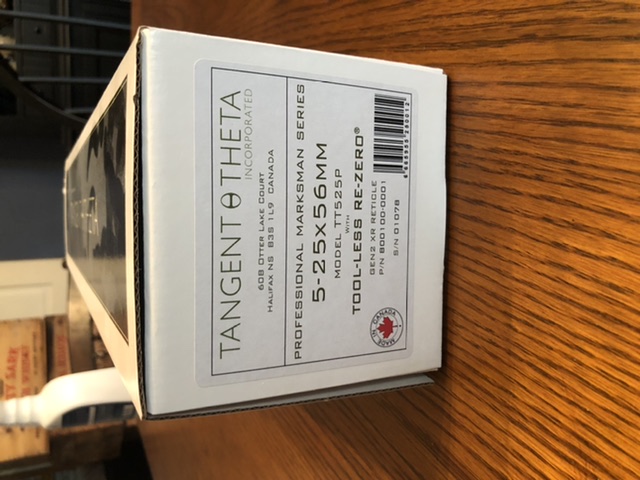 TANGENT θ THETA
INCORPORATED
60B OTTER LAKE COURT
HALIFAX NS B3S 1L9 CANADA
PROFESSIONAL MARKSMAN SERIES
5-25X56MM
MODEL TT525P
WITH
TOOL-LESS RE-ZERO®
GEN2 XR RETICLE
P/N 800100-0001
S/N 01078
MADE IN CANADA